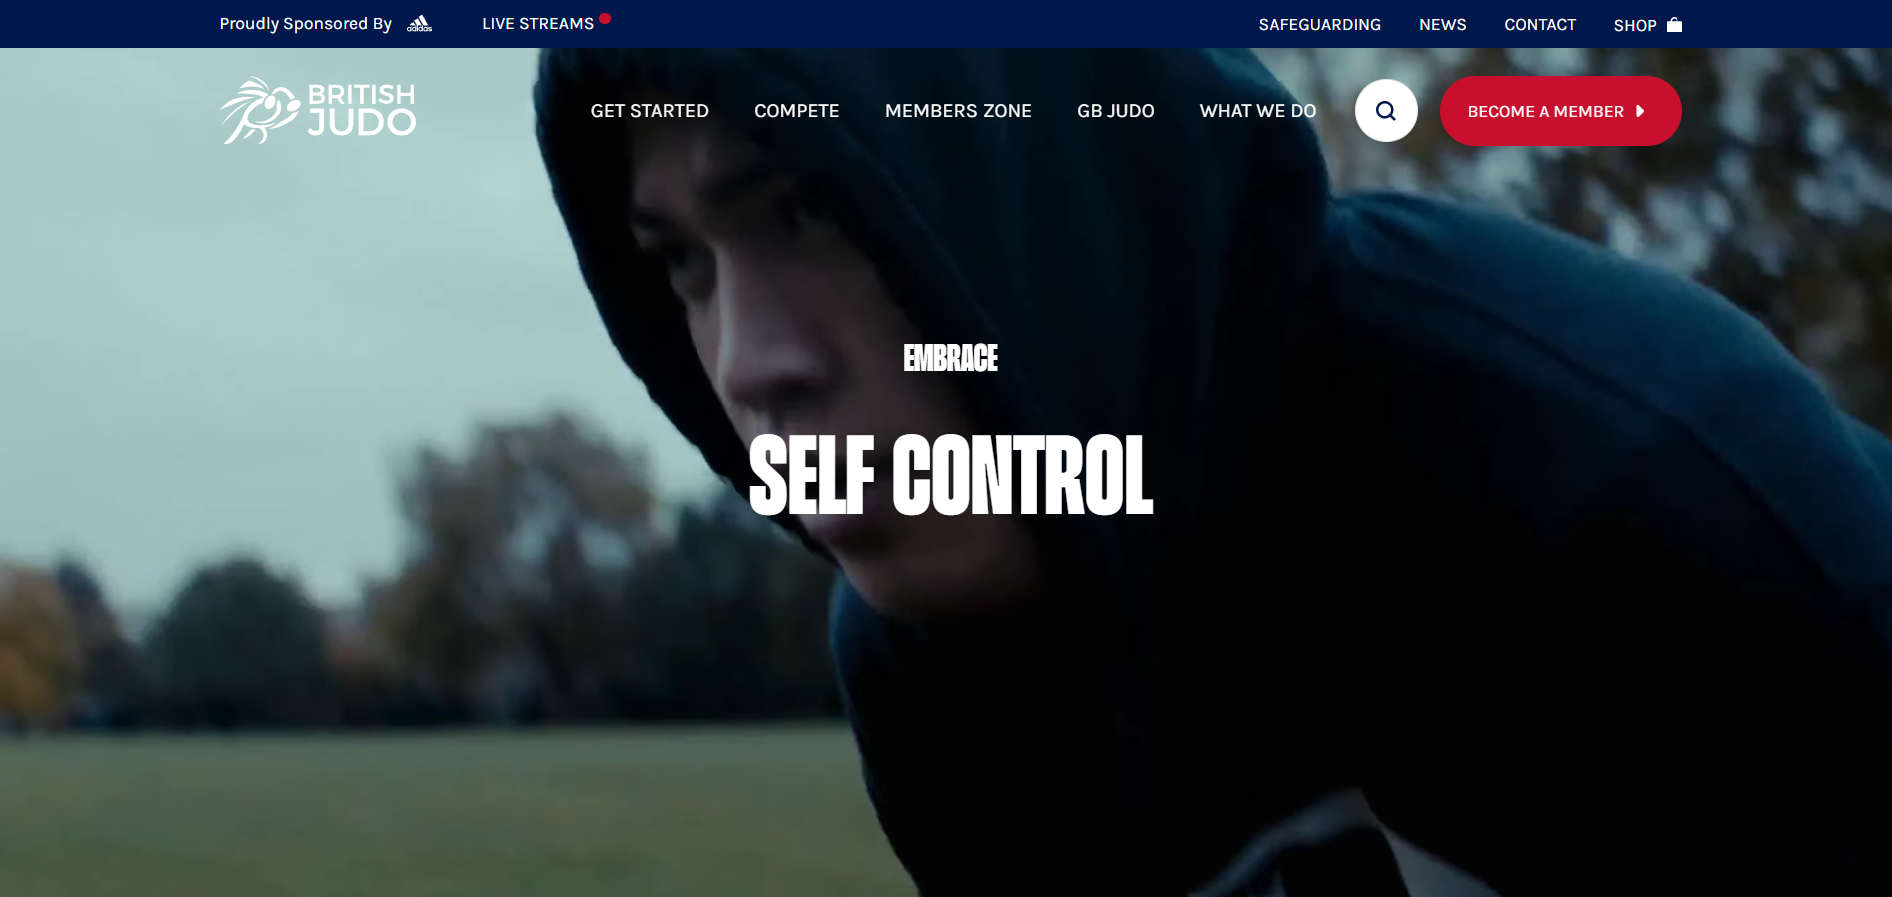 Proudly Sponsored By adidas
LIVE STREAMS
SAFEGUARDING
NEWS
CONTACT
SHOP
BRITISH
JUDO
GET STARTED
COMPETE
MEMBERS ZONE
GB JUDO
WHAT WE DO
BECOME A MEMBER
EMBRACE
SELF CONTROL